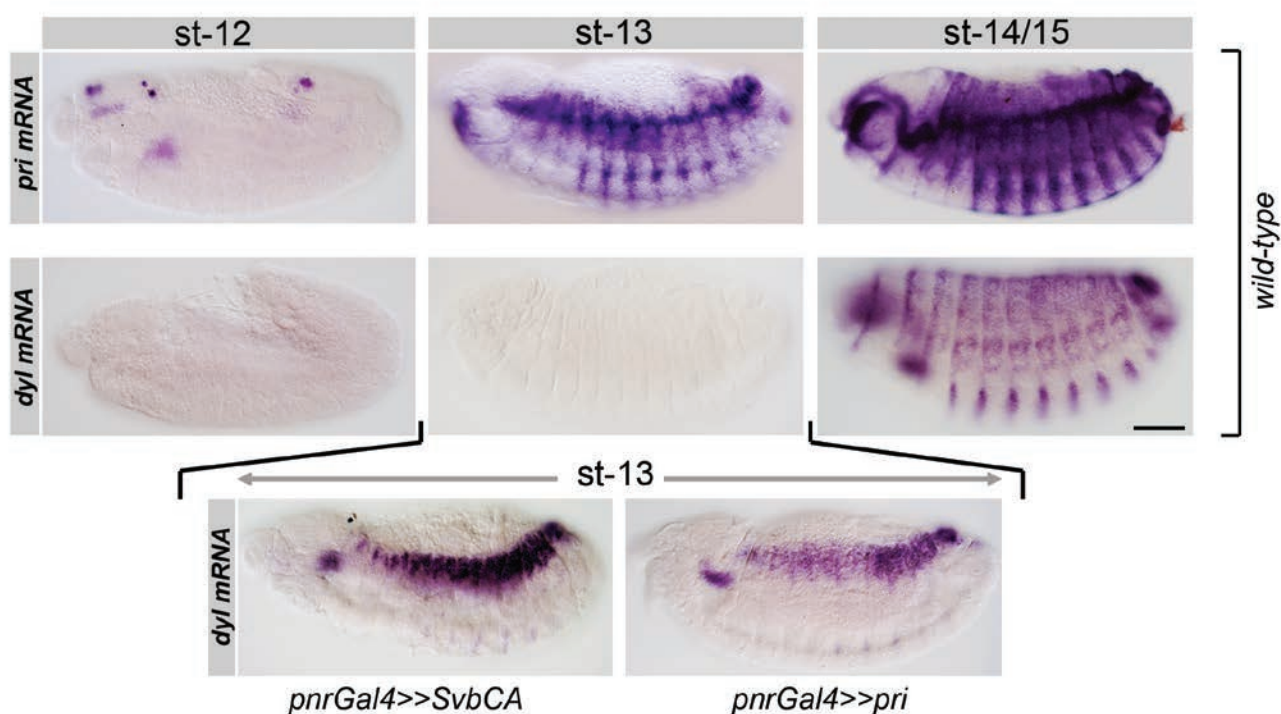 st-12 st-13 st-14/15
pri mRNA
wild-type
dyl mRNA
st-13
dyl mRNA
pnrGal4>>SvbCA pnrGal4>>pri